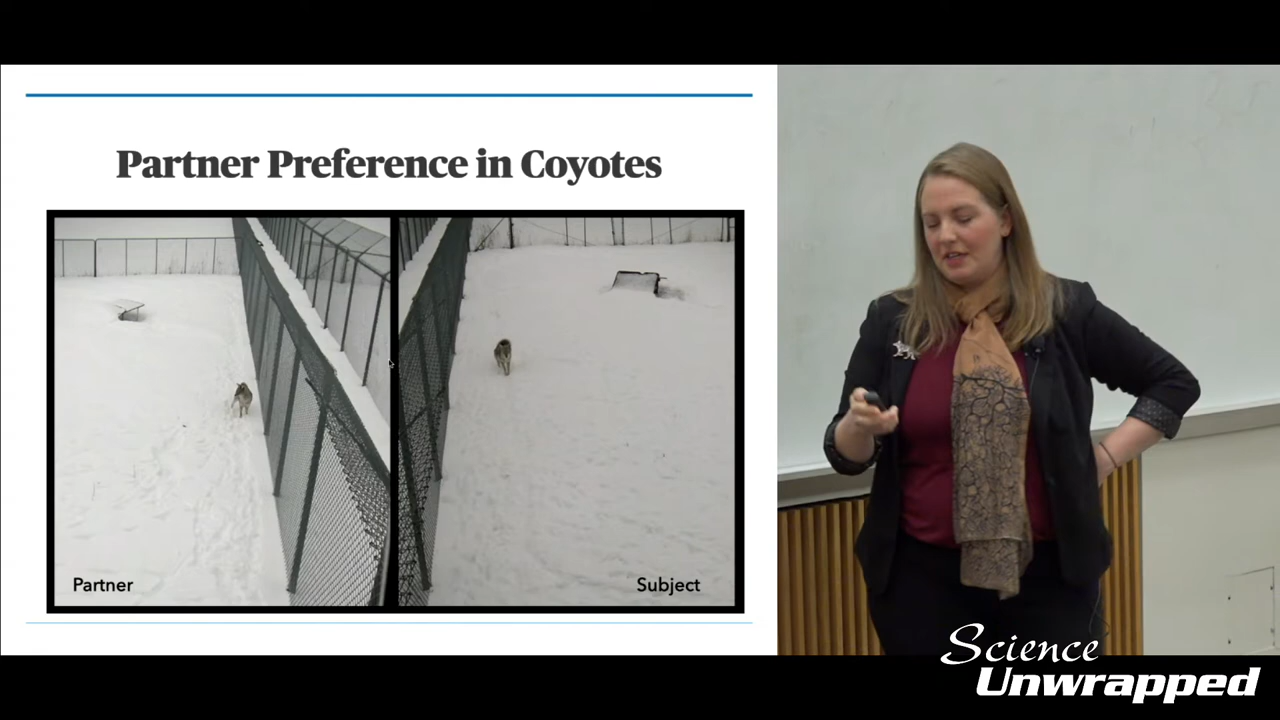 Partner Preference in Coyotes
Partner
Subject
Science
Unwrapped